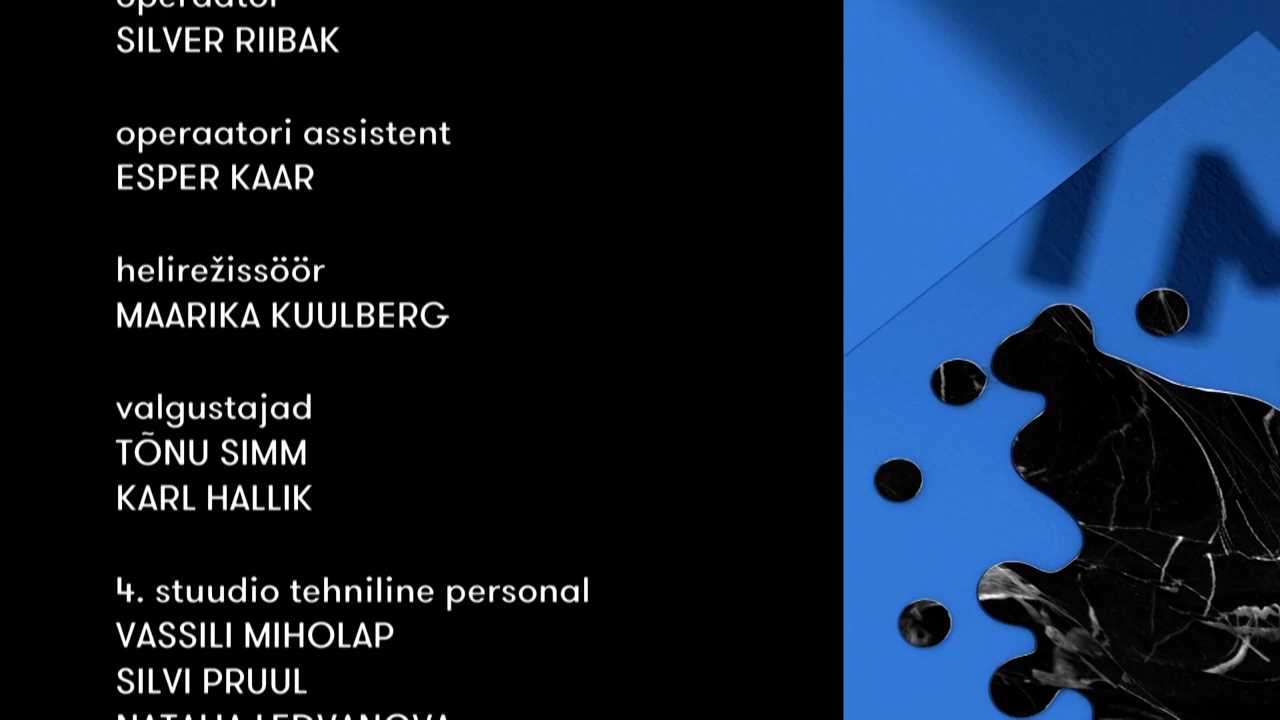 operaator
SILVER RIIBAK
operaatori assistent
ESPER KAAR
helirežissöör
MAARIKA KUULBERG
valgustajad
TÕNU SIMM
KARL HALLIK
4. stuudio tehniline personal
VASSILI MIHOLAP
SILVI PRUUL